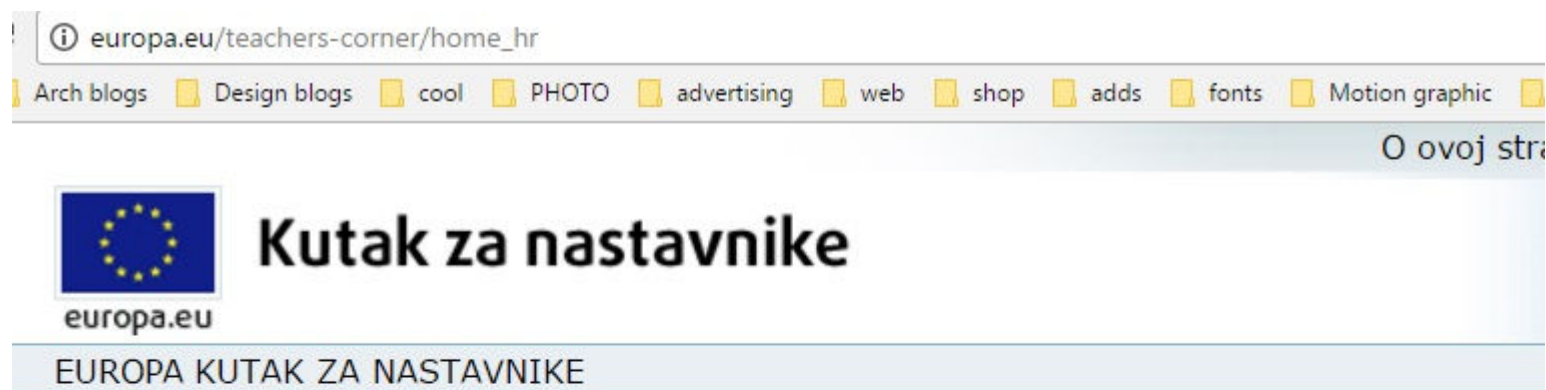 europa.eu/teachers-corner/home_hr
Arch blogs Design blogs cool PHOTO advertising web shop adds fonts Motion graphic
O ovoj
Kutak za nastavnike
europa.eu
EUROPA KUTAK ZA NASTAVNIKE